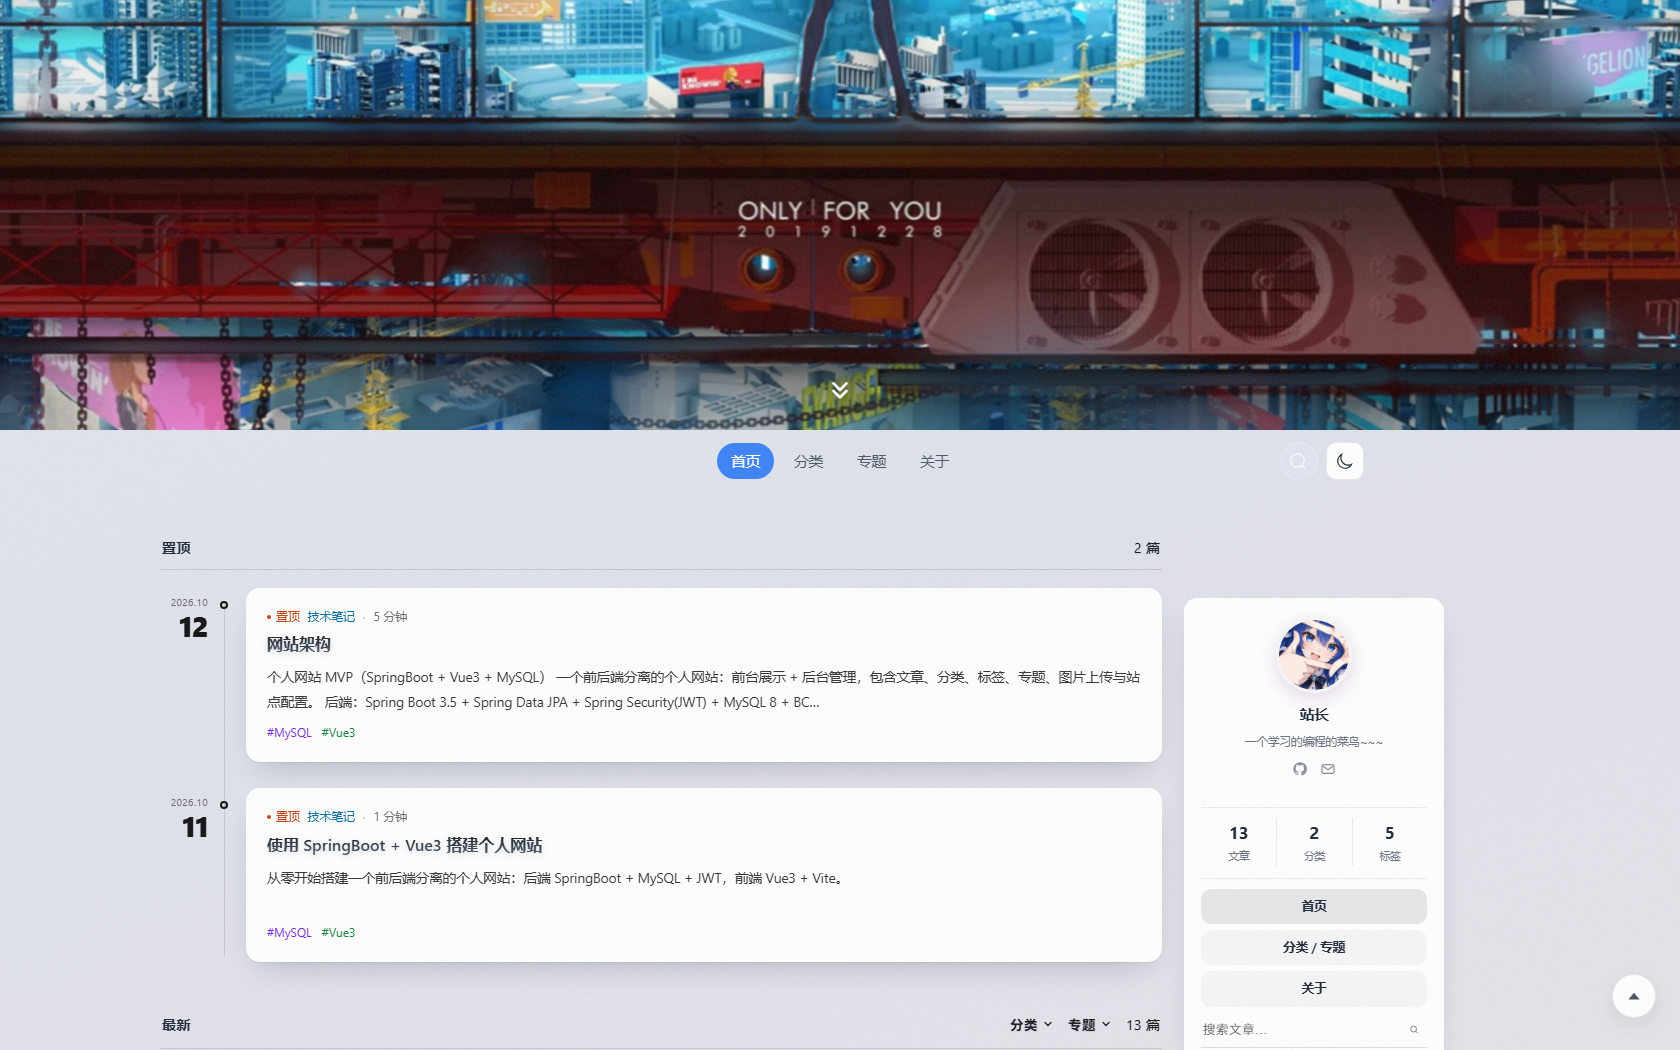 GELION
ONLY FOR YOU
20191228
首页 分类 专题 关于
置顶 2 篇
2026.10
12
置顶 技术笔记 · 5 分钟
网站架构
个人网站 MVP（SpringBoot + Vue3 + MySQL） 一个前后端分离的个人网站：前台展示 + 后台管理，包含文章、分类、标签、专题、图片上传与站
点配置。 后端：Spring Boot 3.5 + Spring Data JPA + Spring Security(JWT) + MySQL 8 + BC...
#MySQL #Vue3
2026.10
11
置顶 技术笔记 · 1 分钟
使用 SpringBoot + Vue3 搭建个人网站
从零开始搭建一个前后端分离的个人网站：后端 SpringBoot + MySQL + JWT，前端 Vue3 + Vite。
#MySQL #Vue3
最新 分类 专题 13 篇
站长
一个学习的编程的菜鸟~~~
13 2 5
文章 分类 标签
首页
分类 / 专题
关于
搜索文章...